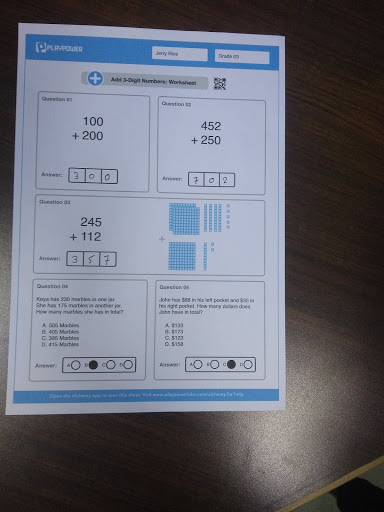 PLAYPOWER
Jerly Rice
Grade 03
Add 3-Digit Numbers: Worksheet
Question 01
100
+ 200
Answer: 3 0 0
Question 02
452
+ 250
Answer: 7 0 2
Question 03
245
+ 112
Answer: 3 5 7
+
Question 04
Keya has 230 marbles in one jar.
She has 175 marbles in another jar.
How many marbles she has in total?
A. 505 Marbles
B. 405 Marbles
C. 395 Marbles
D. 415 Marbles
Answer: A B C D
Question 05
John has $88 in his left pocket and $35 in
his right pocket. How many dollars does
John have in total?
A. $133
B. $173
C. $123
D. $158
Answer: A B C D
Open the Alchemy app to scan this sheet. Visit www.playpowerlabs.com/alchemy for help.